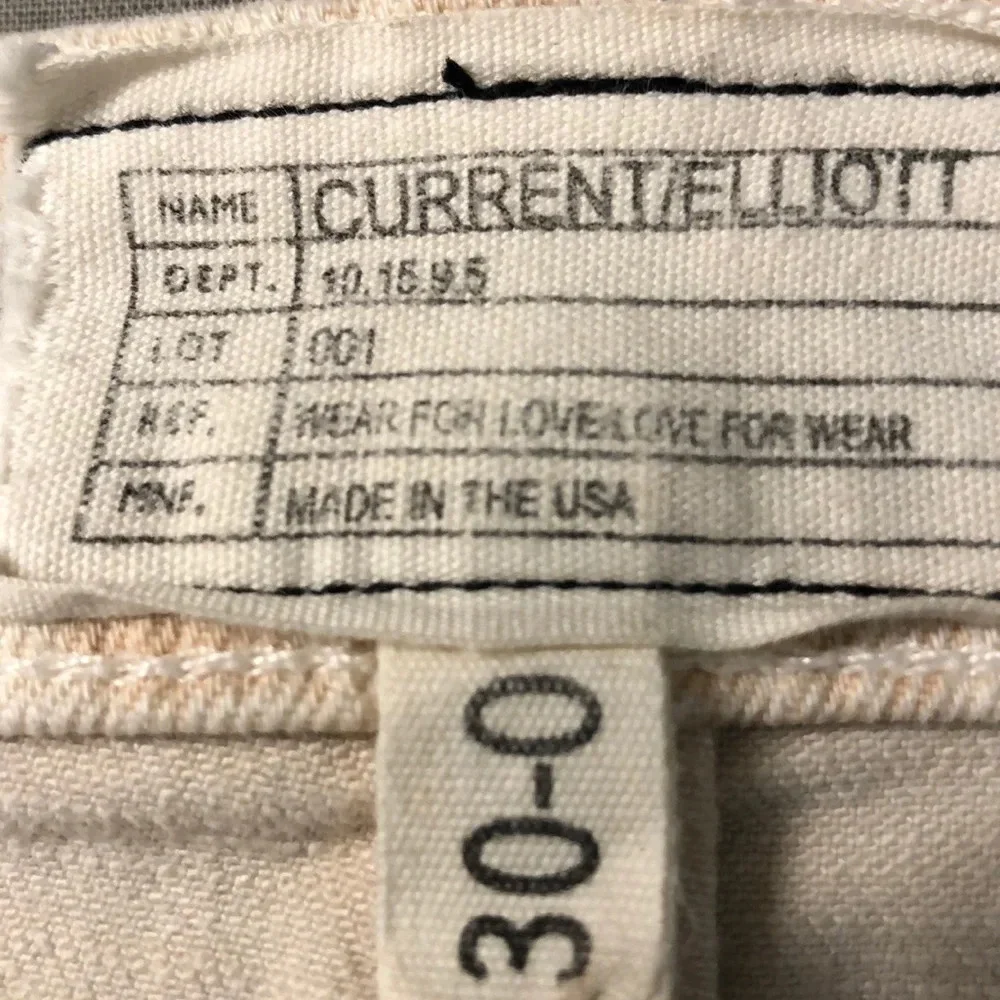 NAME CURRENT/ELLIOTT
DEPT. 10.15.9.5
LOT 001
REF. WEAR FOR LOVE/LOVE FOR WEAR
MNF. MADE IN THE USA
30-0